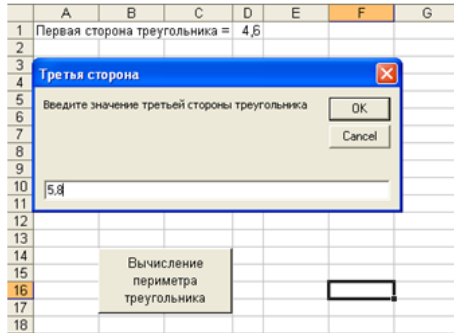 A B C D E F G
1 Первая сторона треугольника = 4,6
2
3
Третья сторона
4
5 Введите значение третьей стороны треугольника OK
6
7 Cancel
8
9
10 5,8
11
12
13
14 Вычисление
15 периметра
16 треугольника
17
18